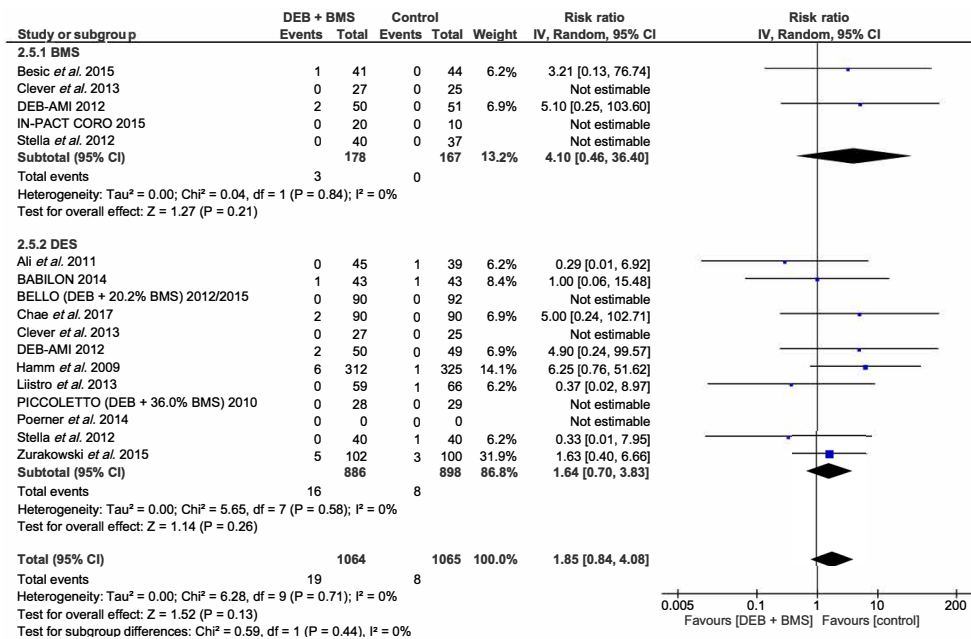 DEB + BMS Control Risk ratio Risk ratio
Study or subgroup Events Total Events Total Weight IV, Random, 95% CI IV, Random, 95% CI
2.5.1 BMS
Besic et al. 2015 1 41 0 44 6.2% 3.21 [0.13, 76.74]
Clever et al. 2013 0 27 0 25 Not estimable
DEB-AMI 2012 2 50 0 51 6.9% 5.10 [0.25, 103.60]
IN-PACT CORO 2015 0 20 0 10 Not estimable
Stella et al. 2012 0 40 0 37 Not estimable
Subtotal (95% CI) 178 167 13.2% 4.10 [0.46, 36.40]
Total events 3 0
Heterogeneity: Tau² = 0.00; Chi² = 0.04, df = 1 (P = 0.84); I² = 0%
Test for overall effect: Z = 1.27 (P = 0.21)
2.5.2 DES
Ali et al. 2011 0 45 1 39 6.2% 0.29 [0.01, 6.92]
BABILON 2014 1 43 1 43 8.4% 1.00 [0.06, 15.48]
BELLO (DEB + 20.2% BMS) 2012/2015 0 90 0 92 Not estimable
Chae et al. 2017 2 90 0 90 6.9% 5.00 [0.24, 102.71]
Clever et al. 2013 0 27 0 25 Not estimable
DEB-AMI 2012 2 50 0 49 6.9% 4.90 [0.24, 99.57]
Hamm et al. 2009 6 312 1 325 14.1% 6.25 [0.76, 51.62]
Liistro et al. 2013 0 59 1 66 6.2% 0.37 [0.02, 8.97]
PICCOLETO (DEB + 36.0% BMS) 2010 0 28 0 29 Not estimable
Poerner et al. 2014 0 0 0 0 Not estimable
Stella et al. 2012 0 40 1 40 6.2% 0.33 [0.01, 7.95]
Zurakowski et al. 2015 5 102 3 100 31.9% 1.63 [0.40, 6.66]
Subtotal (95% CI) 886 898 86.8% 1.64 [0.70, 3.83]
Total events 16 8
Heterogeneity: Tau² = 0.00; Chi² = 5.65, df = 7 (P = 0.58); I² = 0%
Test for overall effect: Z = 1.14 (P = 0.26)
Total (95% CI) 1064 1065 100.0% 1.85 [0.84, 4.08]
Total events 19 8
Heterogeneity: Tau² = 0.00; Chi² = 6.28, df = 9 (P = 0.71); I² = 0%
Test for overall effect: Z = 1.52 (P = 0.13)
Test for subgroup differences: Chi² = 0.59, df = 1 (P = 0.44), I² = 0%
0.005 0.1 1 10 200
Favours [DEB + BMS] Favours [control]